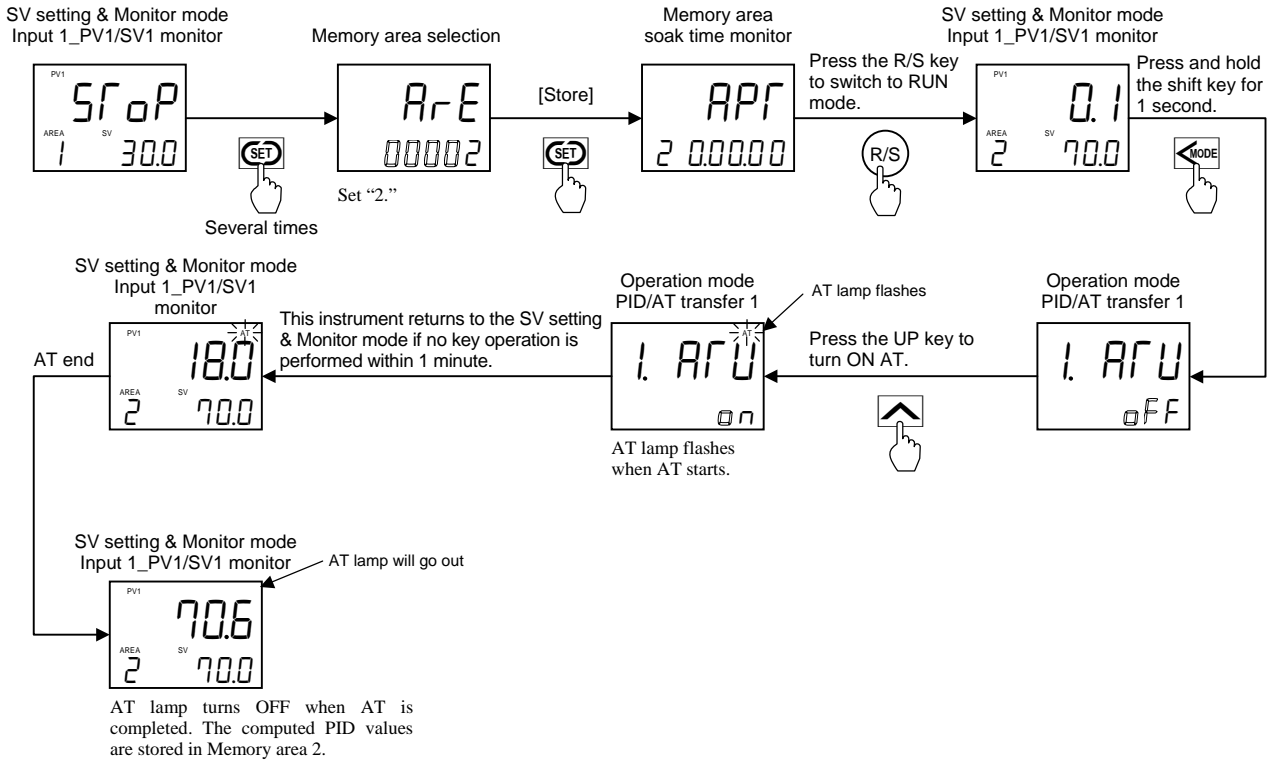 SV setting & Monitor mode
Input 1_PV1/SV1 monitor
PV1
SToP
AREA
SV
1
30.0
SET
Several times
Memory area selection
ArE
00002
Set “2.”
[Store]
SET
Memory area
soak time monitor
APT
2 0.00.00
Press the R/S key
to switch to RUN
mode.
R/S
SV setting & Monitor mode
Input 1_PV1/SV1 monitor
PV1
0.1
AREA
SV
2
70.0
Press and hold
the shift key for
1 second.
MODE
Operation mode
PID/AT transfer 1
1. ATU
oFF
Press the UP key to
turn ON AT.
Operation mode
PID/AT transfer 1
AT lamp flashes
AT
1. ATU
on
AT lamp flashes
when AT starts.
This instrument returns to the SV setting
& Monitor mode if no key operation is
performed within 1 minute.
SV setting & Monitor mode
Input 1_PV1/SV1
monitor
PV1
AT
18.0
AREA
SV
2
70.0
AT end
SV setting & Monitor mode
Input 1_PV1/SV1 monitor
AT lamp will go out
PV1
70.6
AREA
SV
2
70.0
AT lamp turns OFF when AT is
completed. The computed PID values
are stored in Memory area 2.